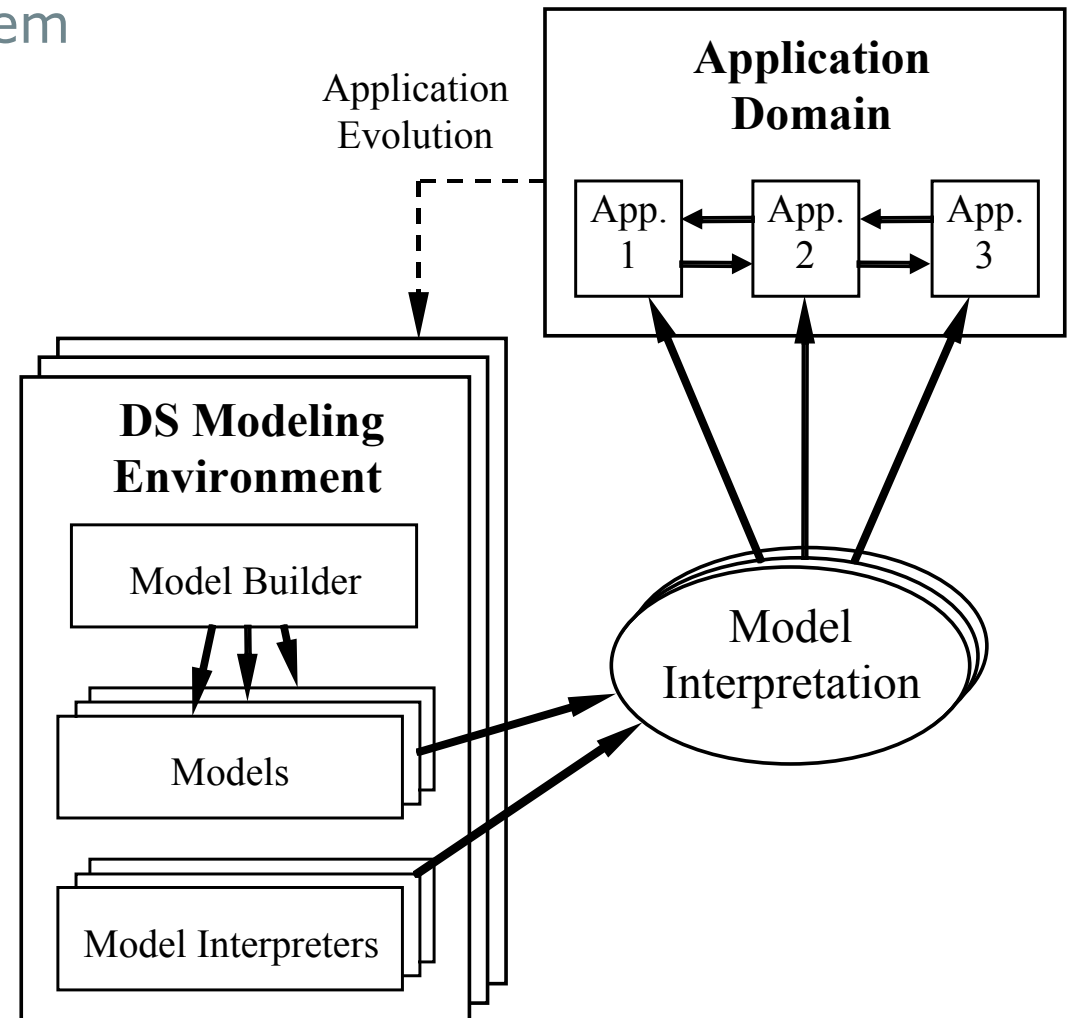 em
Application
Evolution
Application
Domain
App.
1
App.
2
App.
3
DS Modeling
Environment
Model Builder
Models
Model Interpreters
Model
Interpretation